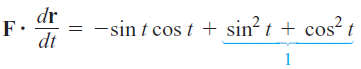 F · dr/dt = −sin t cos t + sin² t + cos² t
1